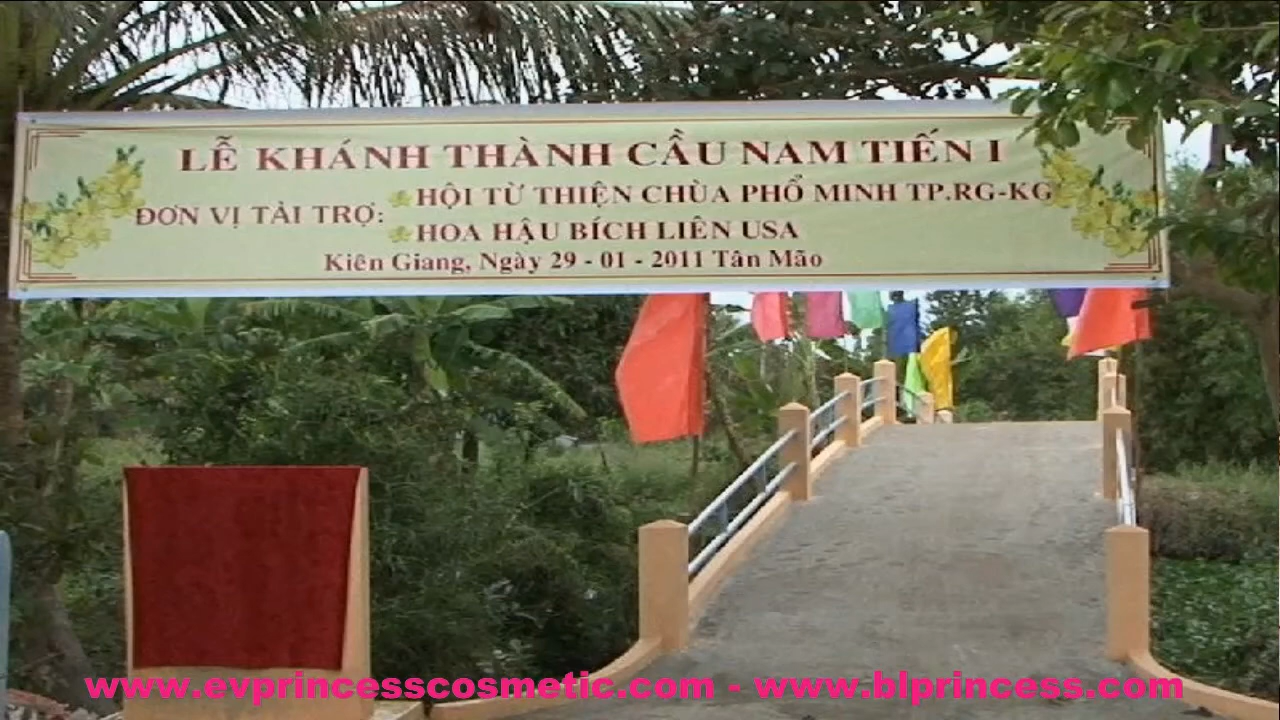 LỄ KHÁNH THÀNH CẦU NAM TIẾN I
ĐƠN VỊ TÀI TRỢ:
HỘI TỪ THIỆN CHÙA PHỔ MINH TP.RG-KG
HOA HẬU BÍCH LIÊN USA
Kiên Giang, Ngày 29 - 01 - 2011 Tân Mão
www.evprincesscosmetic.com - www.blprincess.com